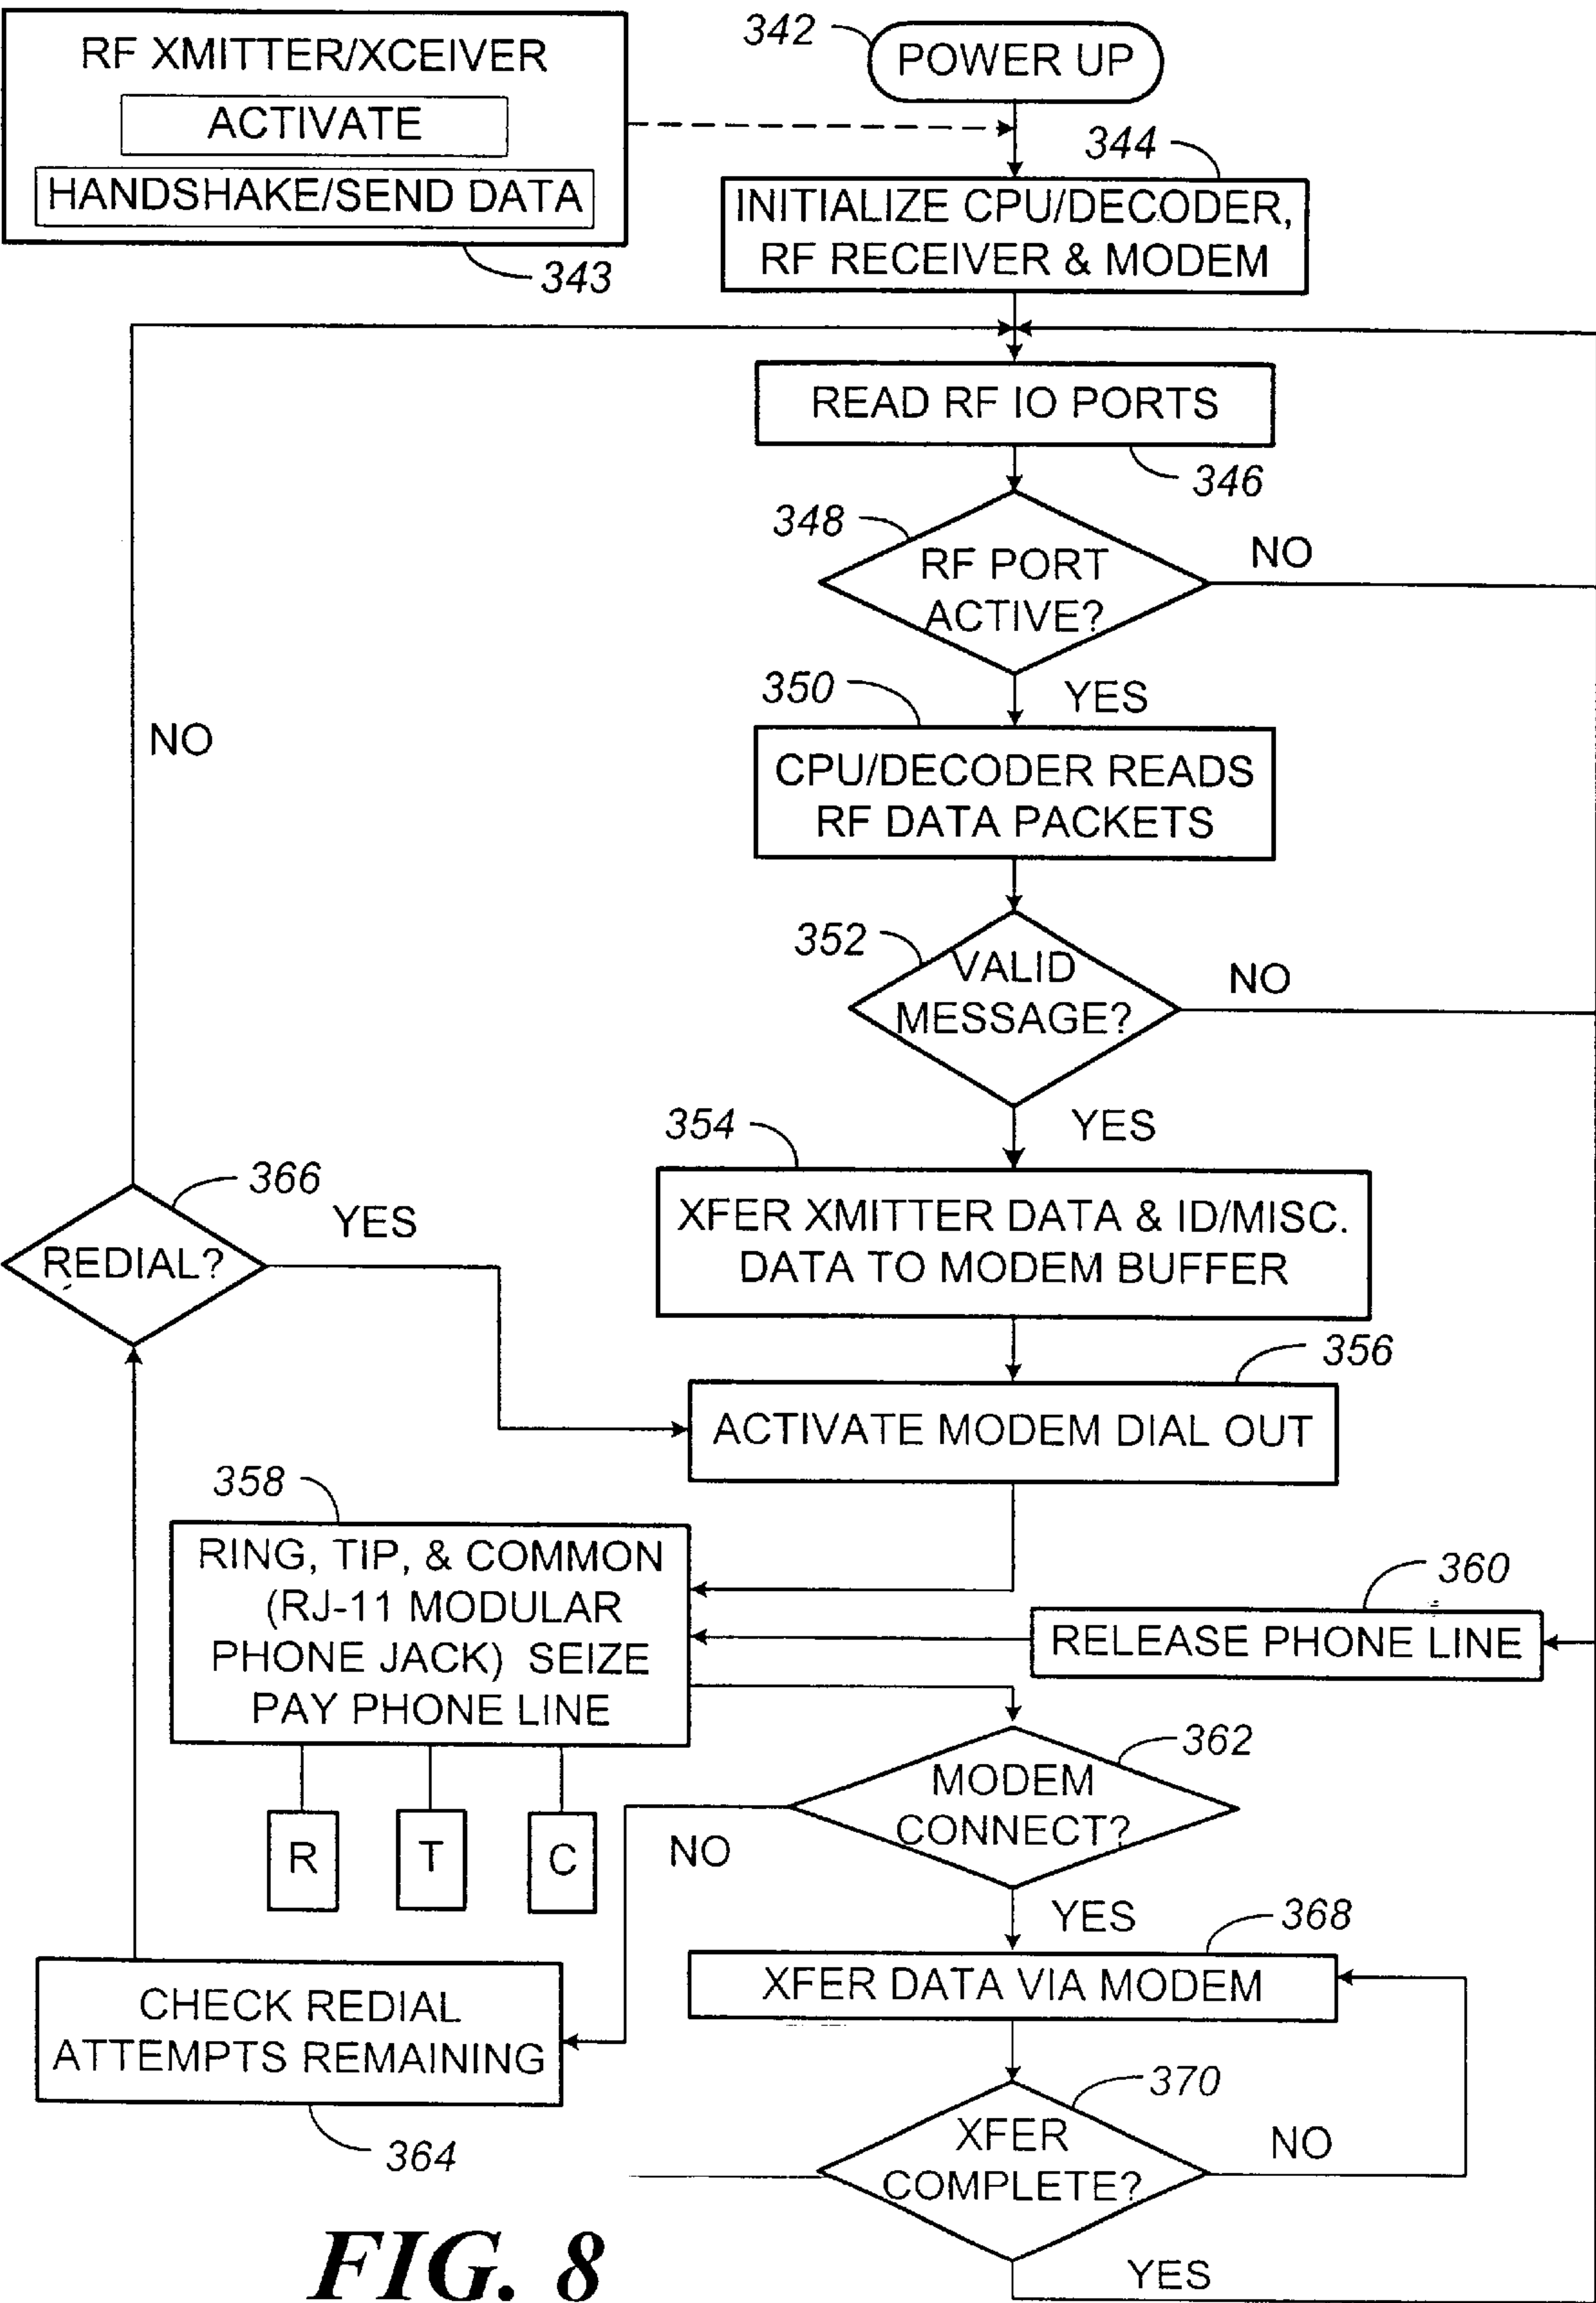 RF XMITTER/XCEIVER
ACTIVATE
HANDSHAKE/SEND DATA
343
342
POWER UP
344
INITIALIZE CPU/DECODER,
RF RECEIVER & MODEM
READ RF IO PORTS
346
348
RF PORT
ACTIVE?
NO
YES
350
CPU/DECODER READS
RF DATA PACKETS
NO
352
VALID
MESSAGE?
NO
YES
354
XFER XMITTER DATA & ID/MISC.
DATA TO MODEM BUFFER
366
REDIAL?
YES
356
ACTIVATE MODEM DIAL OUT
358
RING, TIP, & COMMON
(RJ-11 MODULAR
PHONE JACK) SEIZE
PAY PHONE LINE
R
T
C
360
RELEASE PHONE LINE
362
MODEM
CONNECT?
NO
YES
368
XFER DATA VIA MODEM
CHECK REDIAL
ATTEMPTS REMAINING
364
370
XFER
COMPLETE?
NO
YES
FIG. 8